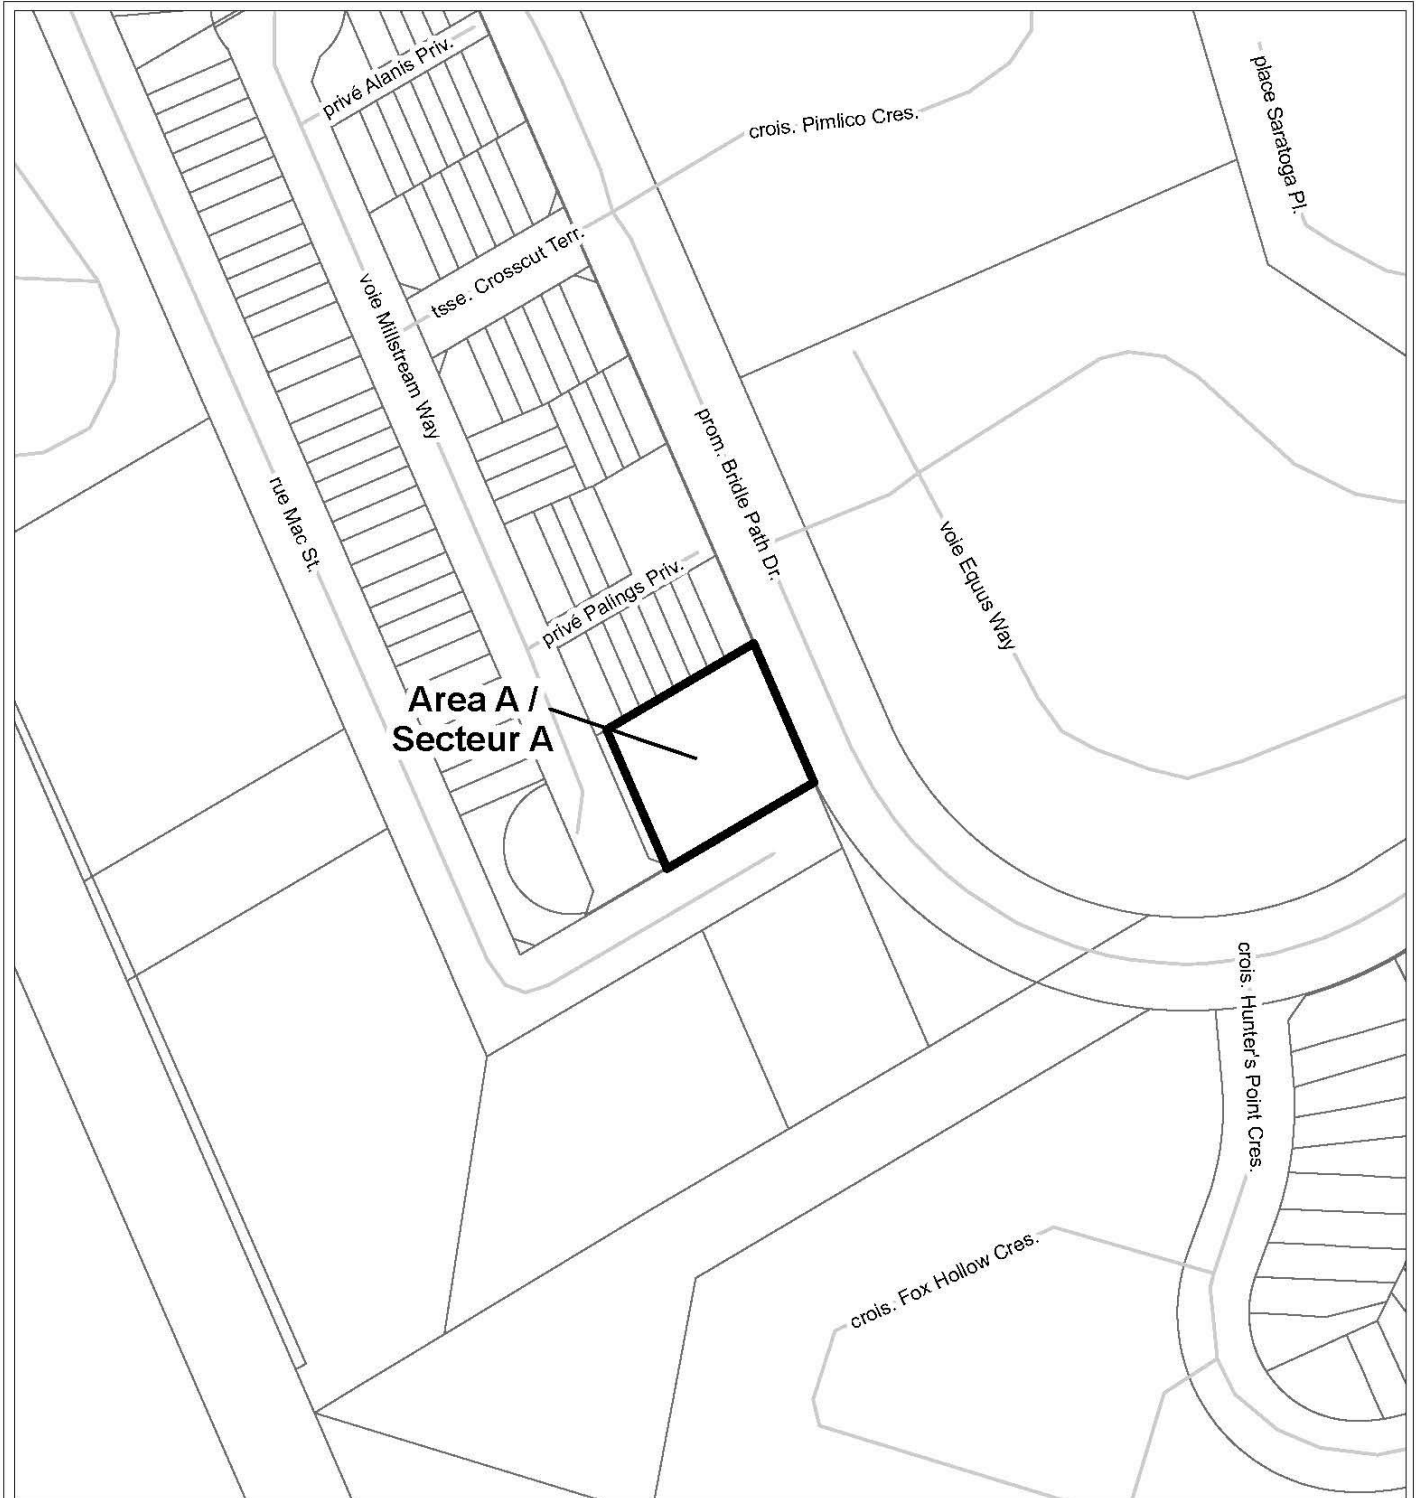 privé Alanis Priv.
crois. Pimlico Cres.
place Saratoga Pl.
tsse. Crosscut Terr.
voie Millstream Way
rue Mac St.
prom. Bridle Path Dr.
voie Equus Way
privé Palings Priv.
Area A /
Secteur A
crois. Hunter's Point Cres.
crois. Fox Hollow Cres.